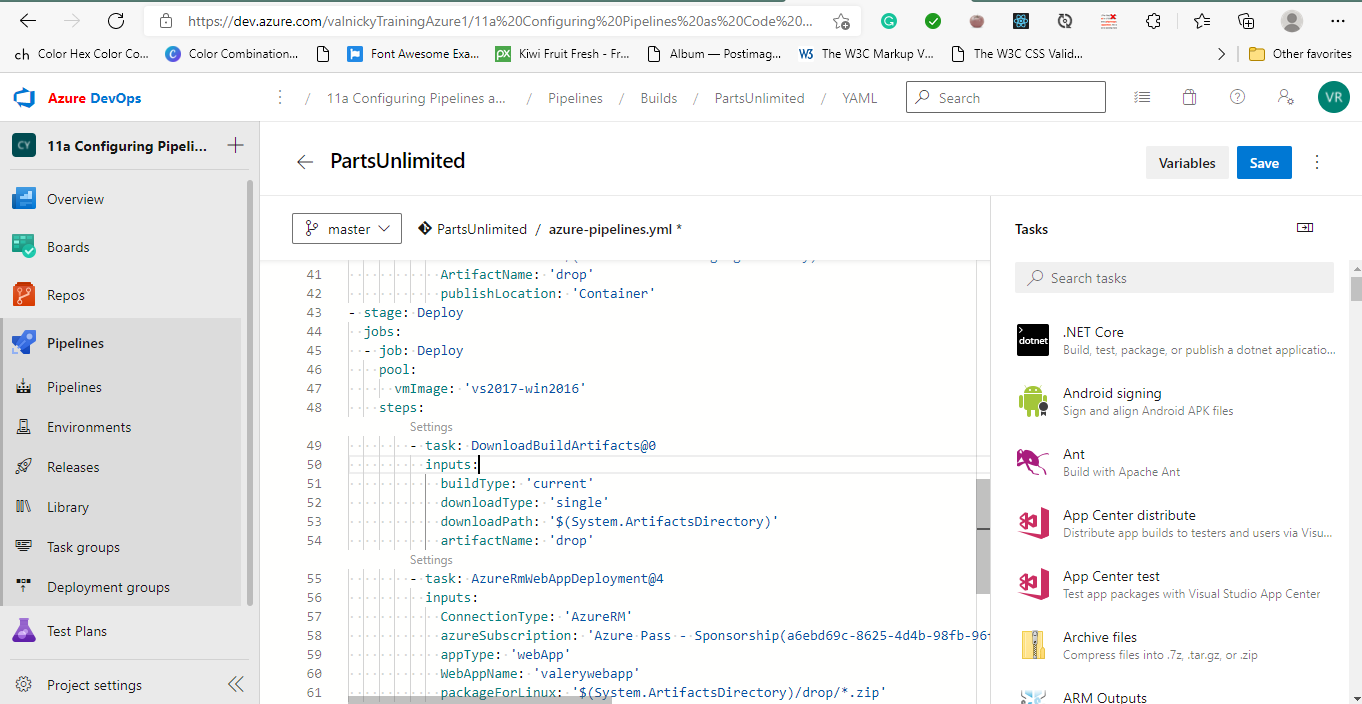 https://dev.azure.com/valnickyTrainingAzure1/11a%20Configuring%20Pipelines%20as%20Code%20...
ch Color Hex Color Co...
C Color Combination...
Font Awesome Exa...
px Kiwi Fruit Fresh - Fr...
Album — Postimag...
W3 The W3C Markup V...
The W3C CSS Valid...
Other favorites
Azure DevOps
/ 11a Configuring Pipelines a... / Pipelines / Builds / PartsUnlimited / YAML
Search
VR
CY 11a Configuring Pipeli...
Overview
Boards
Repos
Pipelines
Pipelines
Environments
Releases
Library
Task groups
Deployment groups
Test Plans
Project settings
PartsUnlimited
Variables
Save
master
PartsUnlimited / azure-pipelines.yml *
41 ArtifactName: 'drop'
42 publishLocation: 'Container'
43 - stage: Deploy
44 jobs:
45 - job: Deploy
46 pool:
47 vmImage: 'vs2017-win2016'
48 steps:
Settings
49 - task: DownloadBuildArtifacts@0
50 inputs:
51 buildType: 'current'
52 downloadType: 'single'
53 downloadPath: '$(System.ArtifactsDirectory)'
54 artifactName: 'drop'
Settings
55 - task: AzureRmWebAppDeployment@4
56 inputs:
57 ConnectionType: 'AzureRM'
58 azureSubscription: 'Azure Pass - Sponsorship(a6ebd69c-8625-4d4b-98fb-96
59 appType: 'webApp'
60 WebAppName: 'valerywebapp'
61 packageForLinux: '$(System.ArtifactsDirectory)/drop/*.zip'
Tasks
Search tasks
dotnet
.NET Core
Build, test, package, or publish a dotnet applicatio...
Android signing
Sign and align Android APK files
Ant
Build with Apache Ant
App Center distribute
Distribute app builds to testers and users via Visu...
App Center test
Test app packages with Visual Studio App Center
Archive files
Compress files into .7z, .tar.gz, or .zip
ARM Outputs